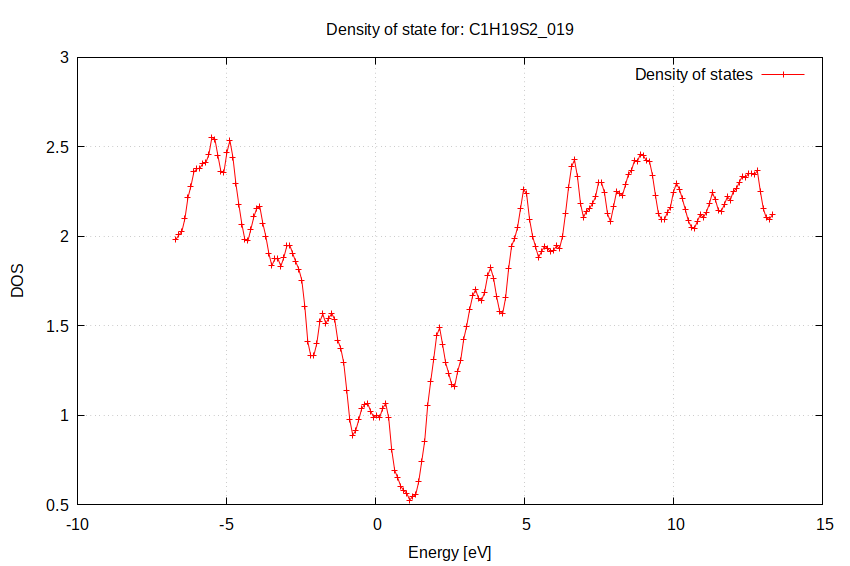 Density of state for: C1H19S2_019
Density of states
3
2.5
2
1.5
1
0.5
DOS
-10 -5 0 5 10 15
Energy [eV]